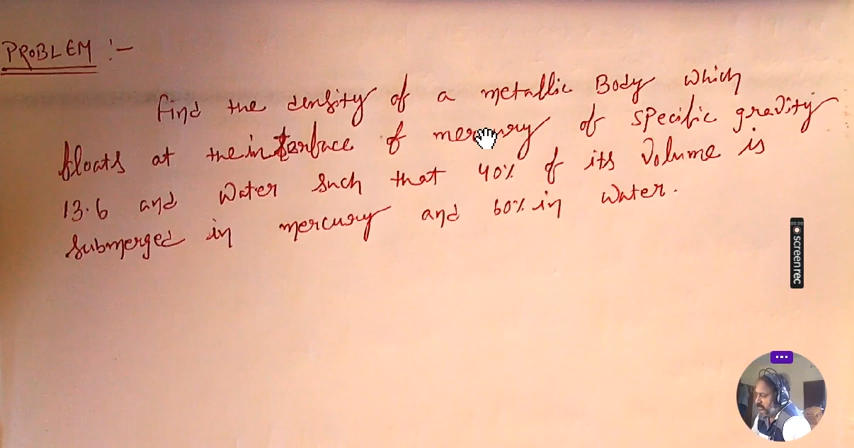 PROBLEM :-
Find the density of a metallic Body which
floats at the interface of mercury of specific gravity
13.6 and Water such that 40% of its Volume is
submerged in mercury and 60% in Water.
screenrec